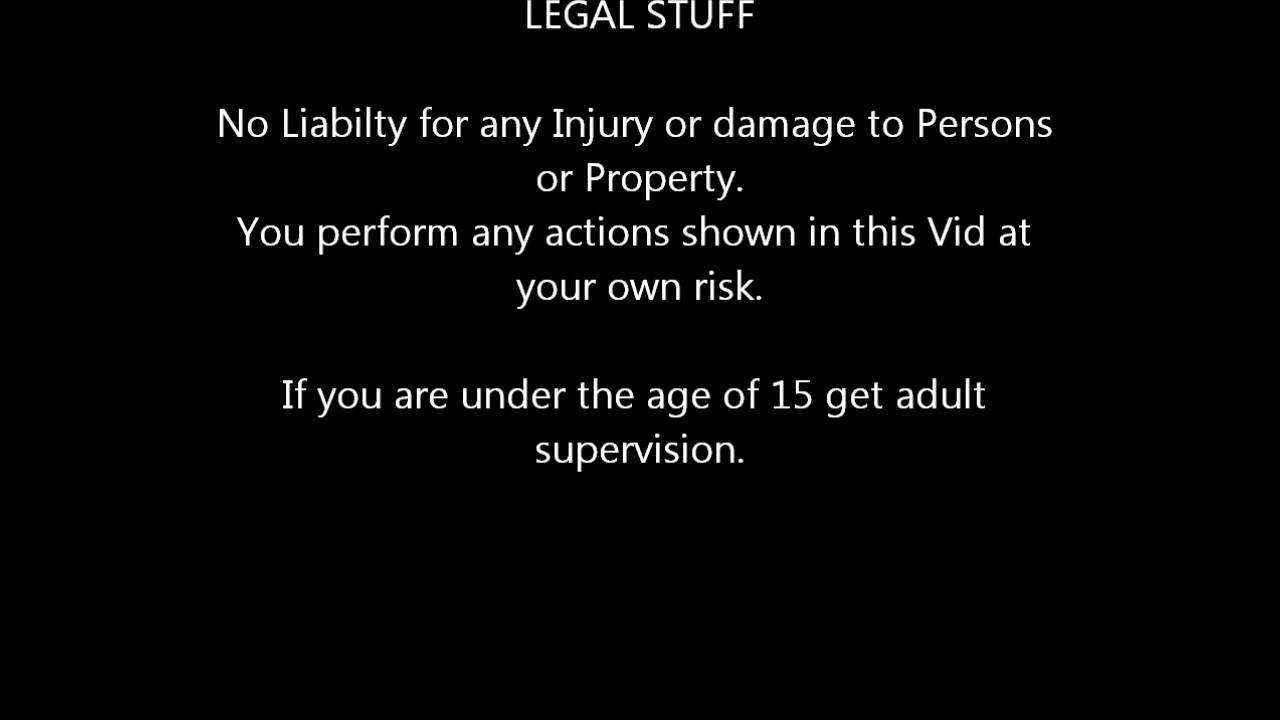 LEGAL STUFF
No Liabilty for any Injury or damage to Persons
or Property.
You perform any actions shown in this Vid at
your own risk.
If you are under the age of 15 get adult
supervision.